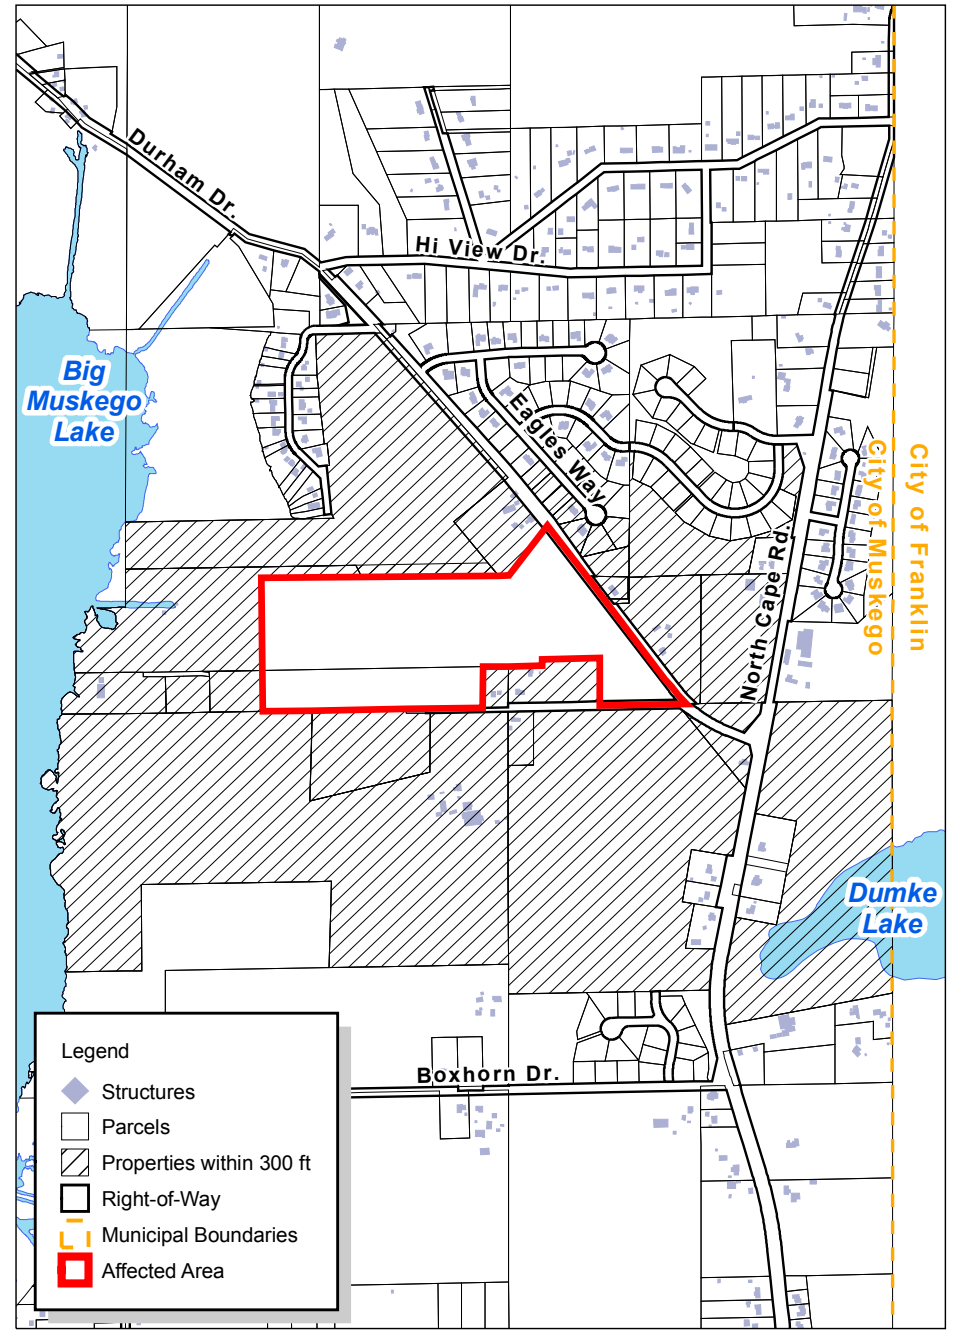 Durham Dr.
Hi View Dr.
Big
Muskego
Lake
Eagles Way
City of Muskego
City of Franklin
North Cape Rd.
Dumke
Lake
Boxhorn Dr.
Legend
Structures
Parcels
Properties within 300 ft
Right-of-Way
Municipal Boundaries
Affected Area